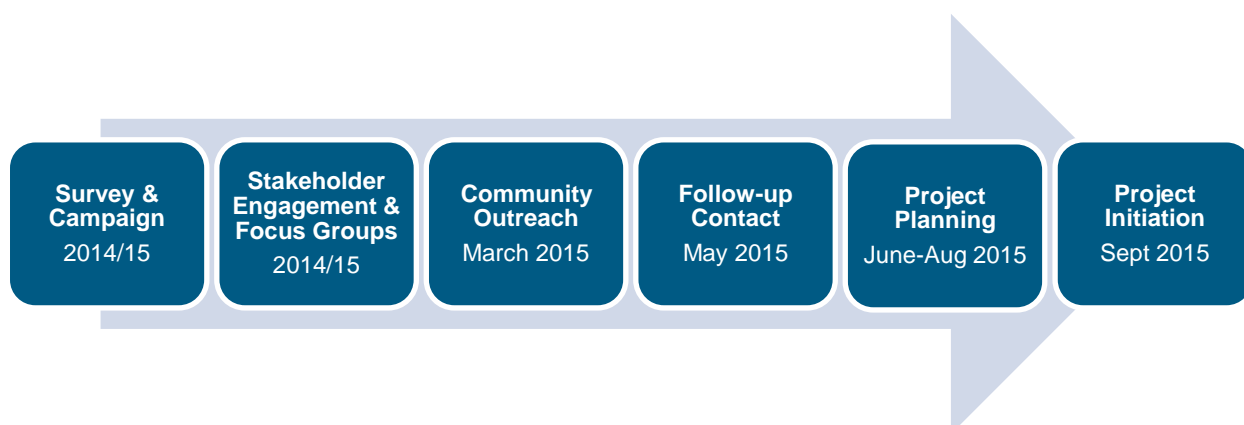 Survey &
Campaign
2014/15
Stakeholder
Engagement &
Focus Groups
2014/15
Community
Outreach
March 2015
Follow-up
Contact
May 2015
Project
Planning
June-Aug 2015
Project
Initiation
Sept 2015